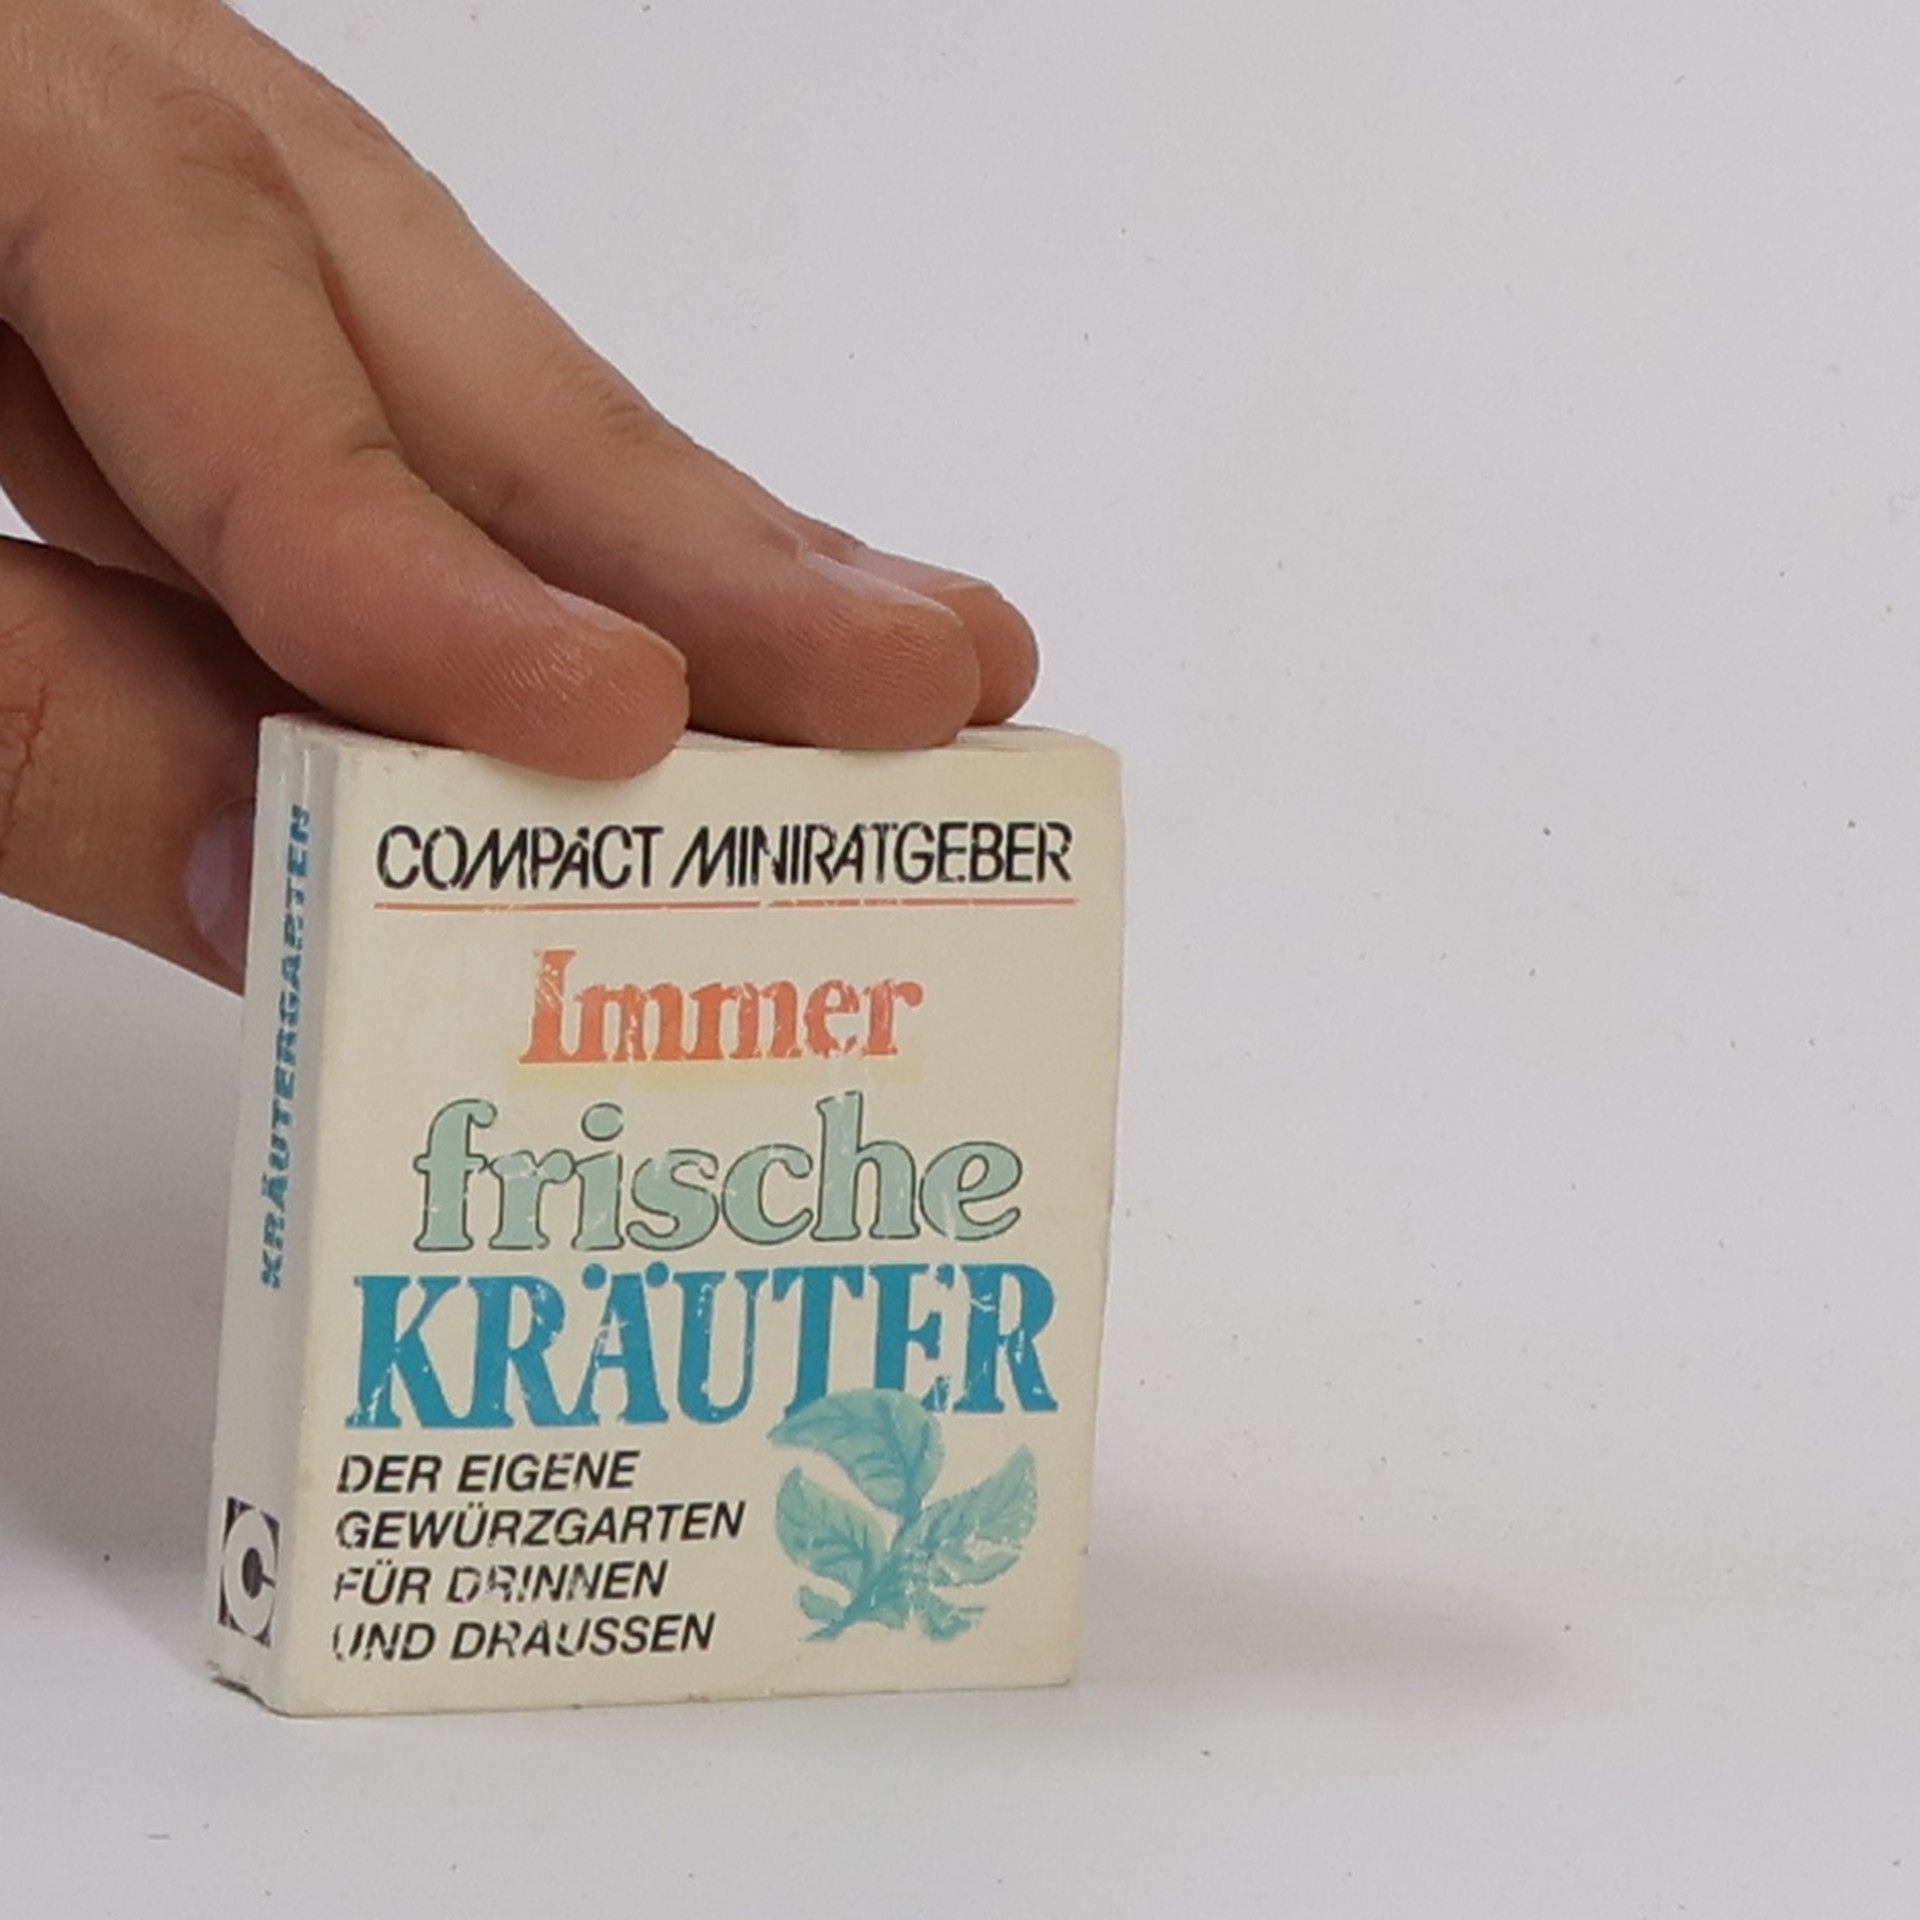 COMPACT MINIRATGEBER
Immer
frische
KRÄUTER
DER EIGENE
GEWÜRZGARTEN
FÜR DRINNEN
UND DRAUSSEN
KRÄUTERGARTEN